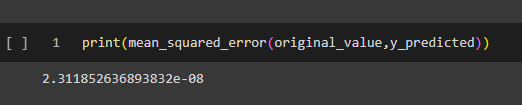 [ ] 1 print(mean_squared_error(original_value,y_predicted))
2.311852636893832e-08